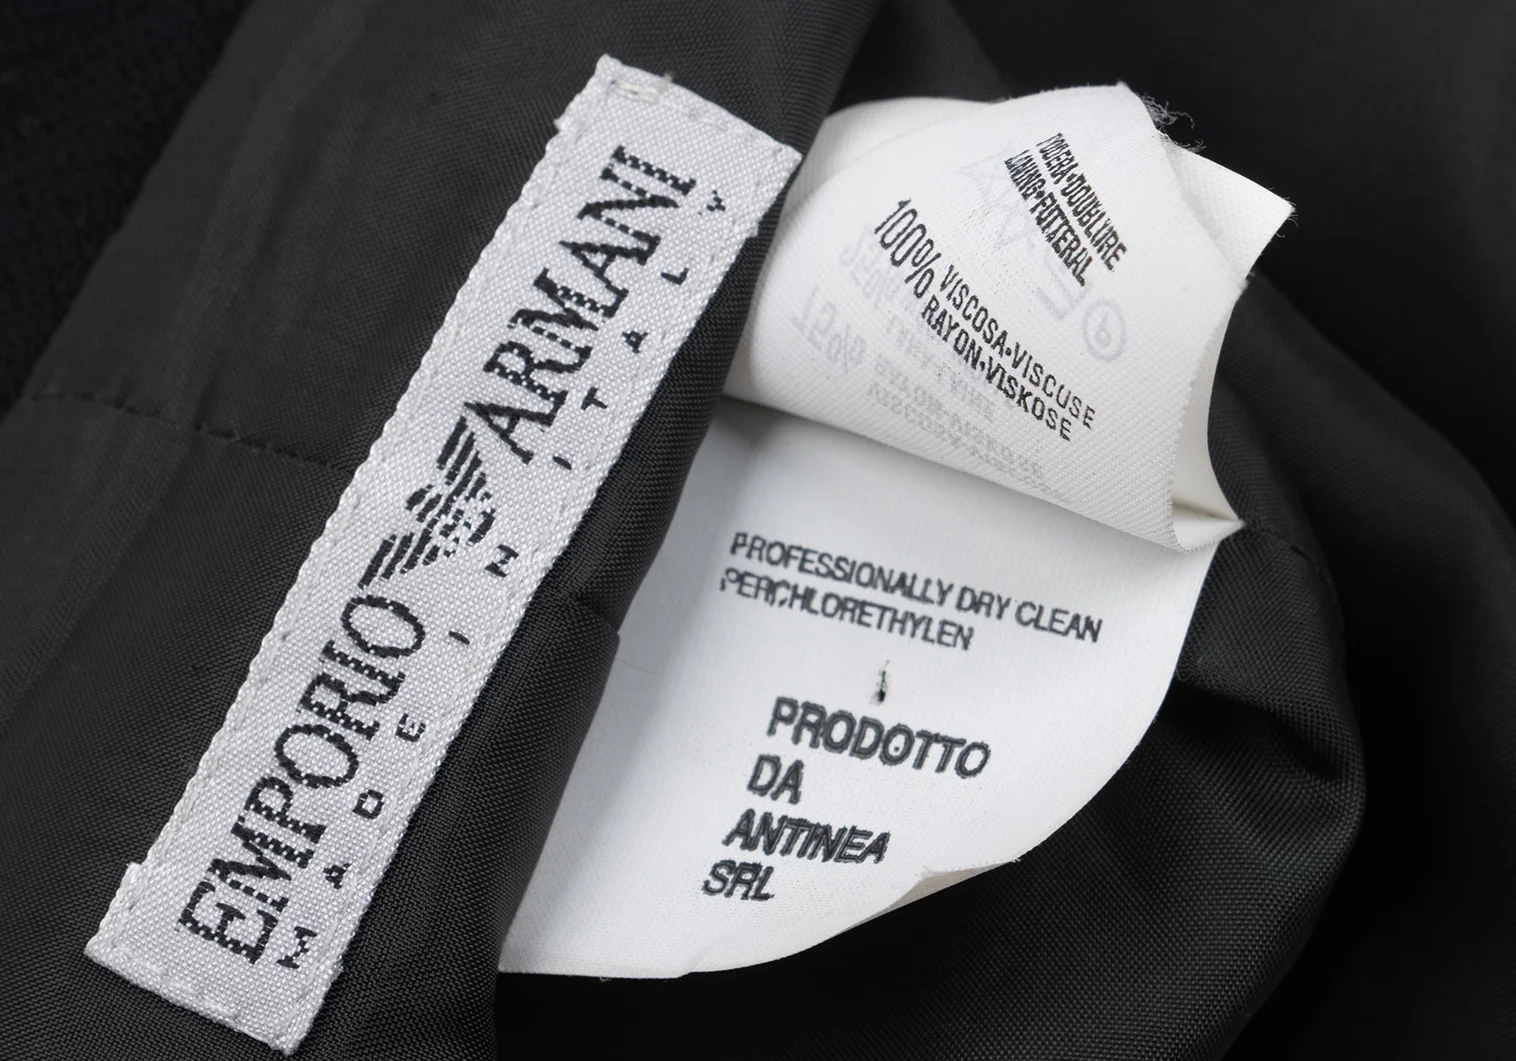 EMPORIO ARMANI
MADE IN ITALY
FODERA•DOUBLURE
LINING•FUTTERAL
100% VISCOSA•VISCOSE
RAYON•VISKOSE
75%
P
PROFESSIONALLY DRY CLEAN
PERCHLORETHYLEN
PRODOTTO
DA
ANTINEA
SRL